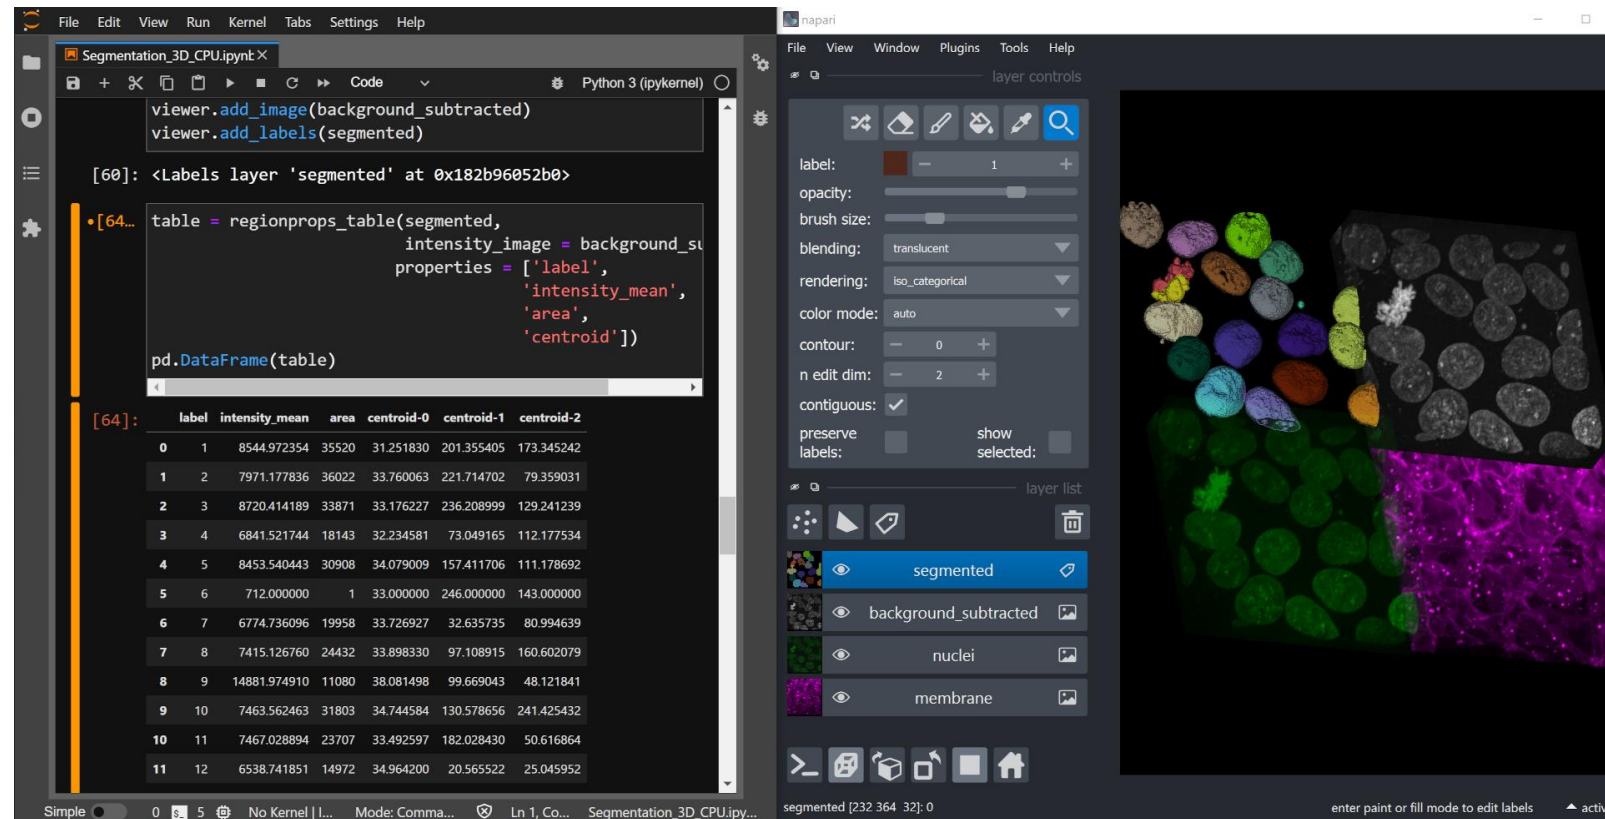 File Edit View Run Kernel Tabs Settings Help
Segmentation_3D_CPU.ipynb
Code
Python 3 (ipykernel)
viewer.add_image(background_subtracted)
viewer.add_labels(segmented)
[60]: <Labels layer 'segmented' at 0x182b96052b0>
[64…
table = regionprops_table(segmented,
intensity_image = background_su
properties = ['label',
'intensity_mean',
'area',
'centroid'])
pd.DataFrame(table)
[64]:
label intensity_mean area centroid-0 centroid-1 centroid-2
0 1 8544.972354 35520 31.251830 201.355405 173.345242
1 2 7971.177836 36022 33.760063 221.714702 79.359031
2 3 8720.414189 33871 33.176227 236.208999 129.241239
3 4 6841.521744 18143 32.234581 73.049165 112.177534
4 5 8453.540443 30908 34.079009 157.411706 111.178692
5 6 712.000000 1 33.000000 246.000000 143.000000
6 7 6774.736096 19958 33.726927 32.635735 80.994639
7 8 7415.126760 24432 33.898330 97.108915 160.602079
8 9 14881.974910 11080 38.081498 99.669043 48.121841
9 10 7463.562463 31803 34.744584 130.578656 241.425432
10 11 7467.028894 23707 33.492597 182.028430 50.616864
11 12 6538.741851 14972 34.964200 20.565522 25.045952
Simple 0 5 No Kernel | I... Mode: Comma... Ln 1, Co... Segmentation_3D_CPU.ipy...
napari
File View Window Plugins Tools Help
layer controls
label: 1
opacity:
brush size:
blending: translucent
rendering: iso_categorical
color mode: auto
contour: 0
n edit dim: 2
contiguous:
preserve labels:
show selected:
layer list
segmented
background_subtracted
nuclei
membrane
segmented [232 364 32]: 0
enter paint or fill mode to edit labels
activ